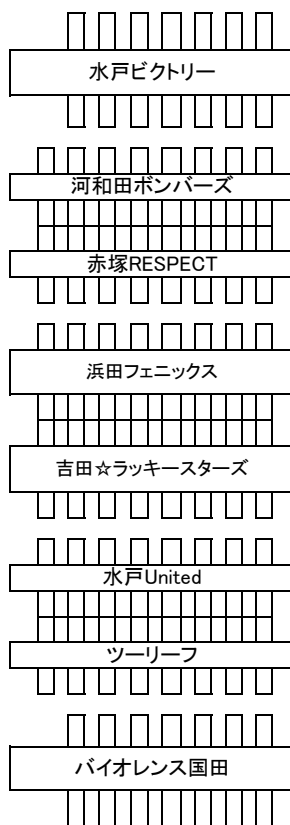 水戸ビクトリー
河和田ボンバーズ
赤塚RESPECT
浜田フェニックス
吉田☆ラッキースターズ
水戸United
ツーリーフ
バイオレンス国田